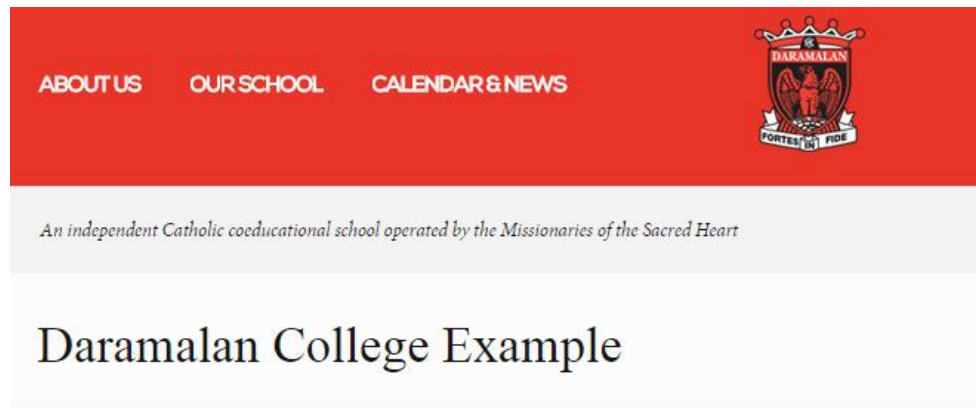 ABOUT US OUR SCHOOL CALENDAR & NEWS
DARAMALAN
FORTES IN FIDE
An independent Catholic coeducational school operated by the Missionaries of the Sacred Heart
Daramalan College Example